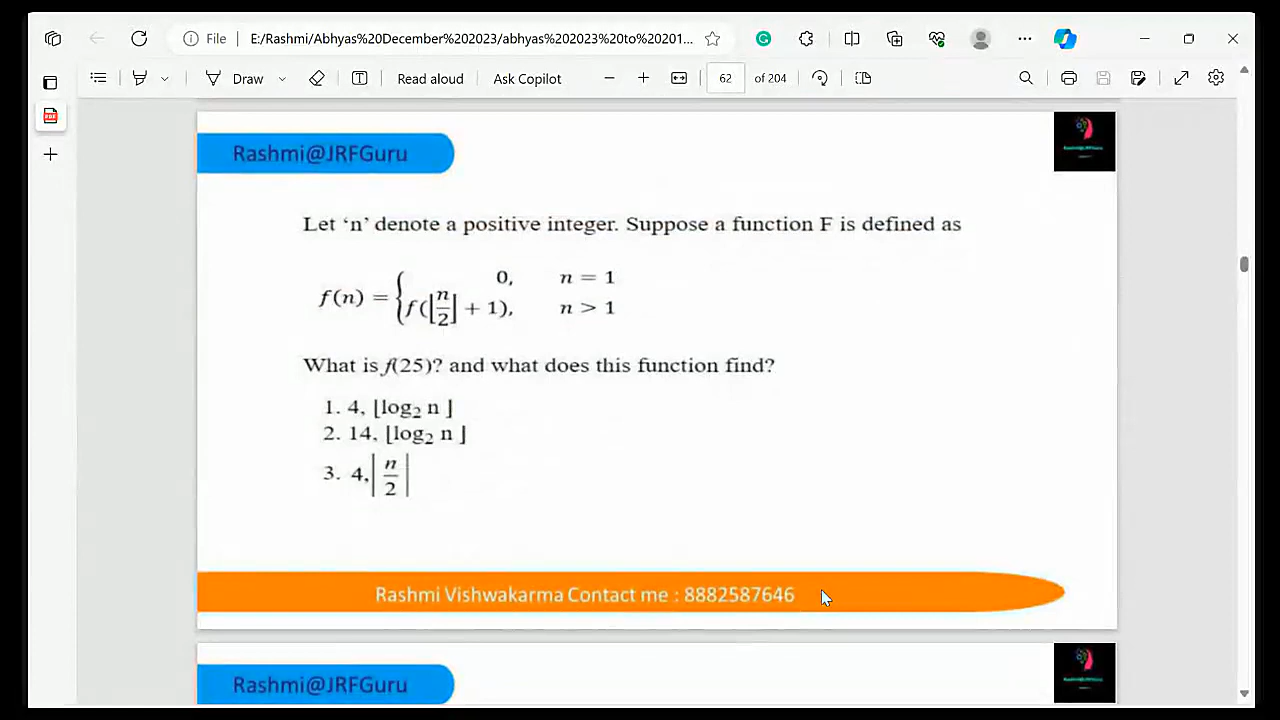 File E:/Rashmi/Abhyas%20December%202023/abhyas%202023%20to%20201...
Draw Read aloud Ask Copilot 62 of 204
Rashmi@JRFGuru
Let ‘n’ denote a positive integer. Suppose a function F is defined as
f(n) = { 0, n = 1
f(⌊n/2⌋ + 1), n > 1
What is f(25)? and what does this function find?
1. 4, ⌊log₂ n ⌋
2. 14, ⌊log₂ n ⌋
3. 4,|n/2|
Rashmi Vishwakarma Contact me : 8882587646
Rashmi@JRFGuru